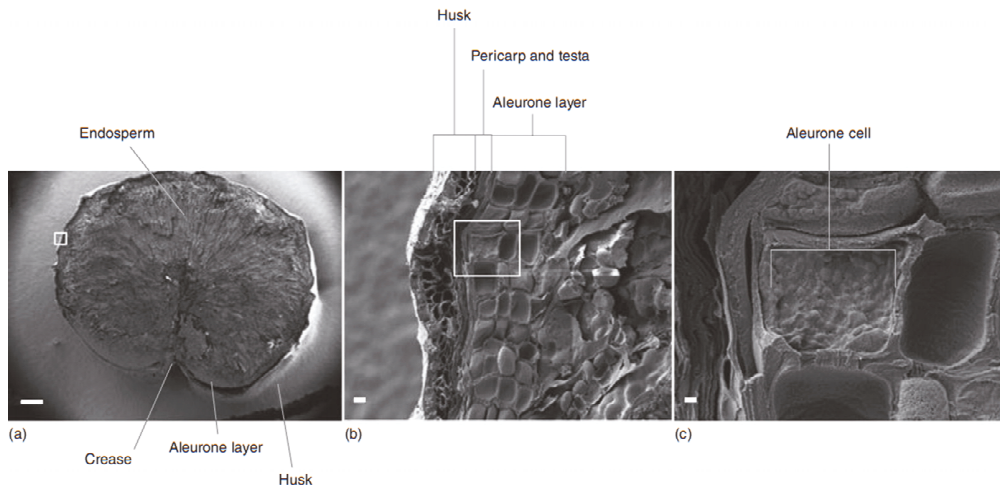 Husk
Pericarp and testa
Aleurone layer
Endosperm
Aleurone cell
(a)
(b)
(c)
Crease
Aleurone layer
Husk